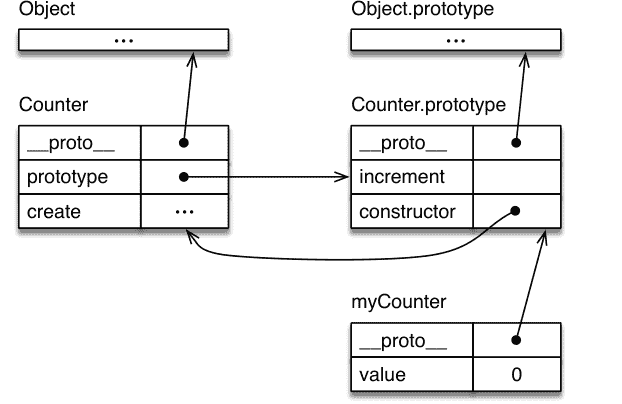 Object
...
Object.prototype
...
Counter
__proto__
prototype
create ...
Counter.prototype
__proto__
increment
constructor
myCounter
__proto__
value 0